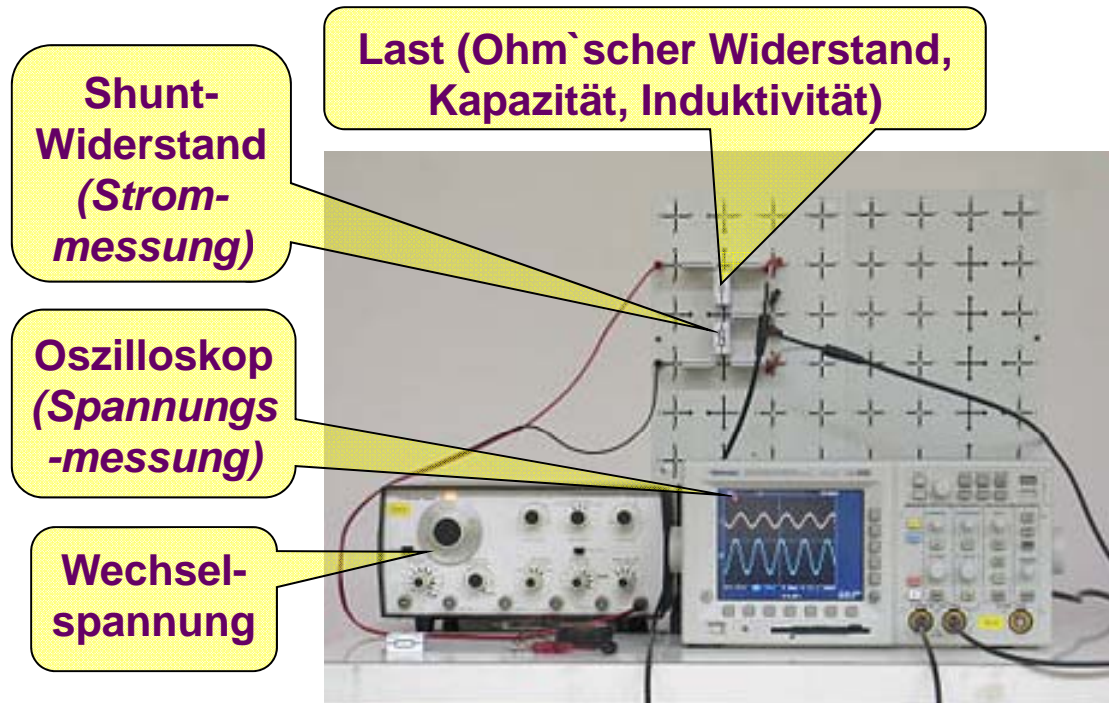 Last (Ohm`scher Widerstand,
Kapazität, Induktivität)
Shunt-
Widerstand
(Strom-
messung)
Oszilloskop
(Spannungs
-messung)
Wechsel-
spannung